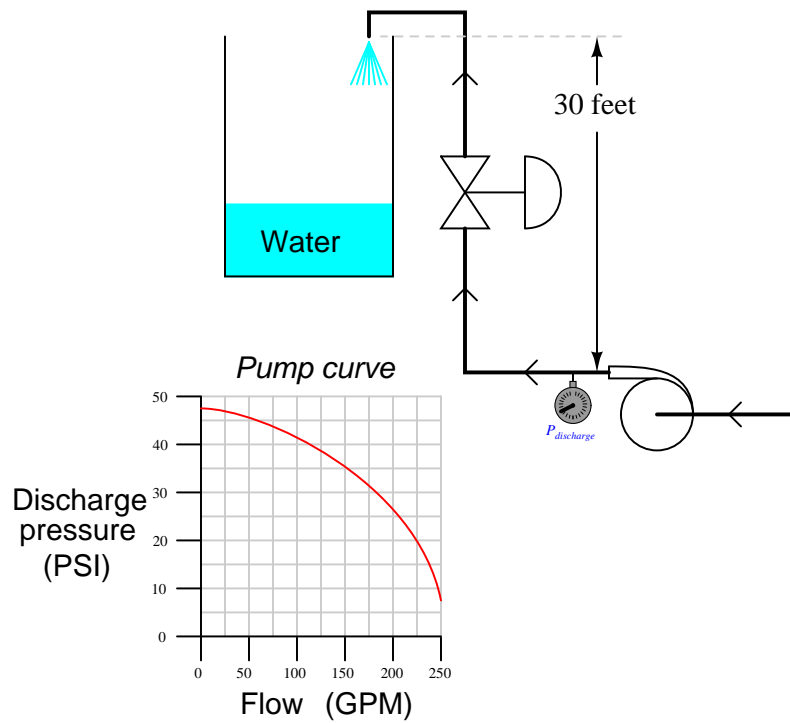 30 feet
Water
Pump curve
P discharge
50
40
30
20
10
0
Discharge
pressure
(PSI)
0 50 100 150 200 250
Flow (GPM)